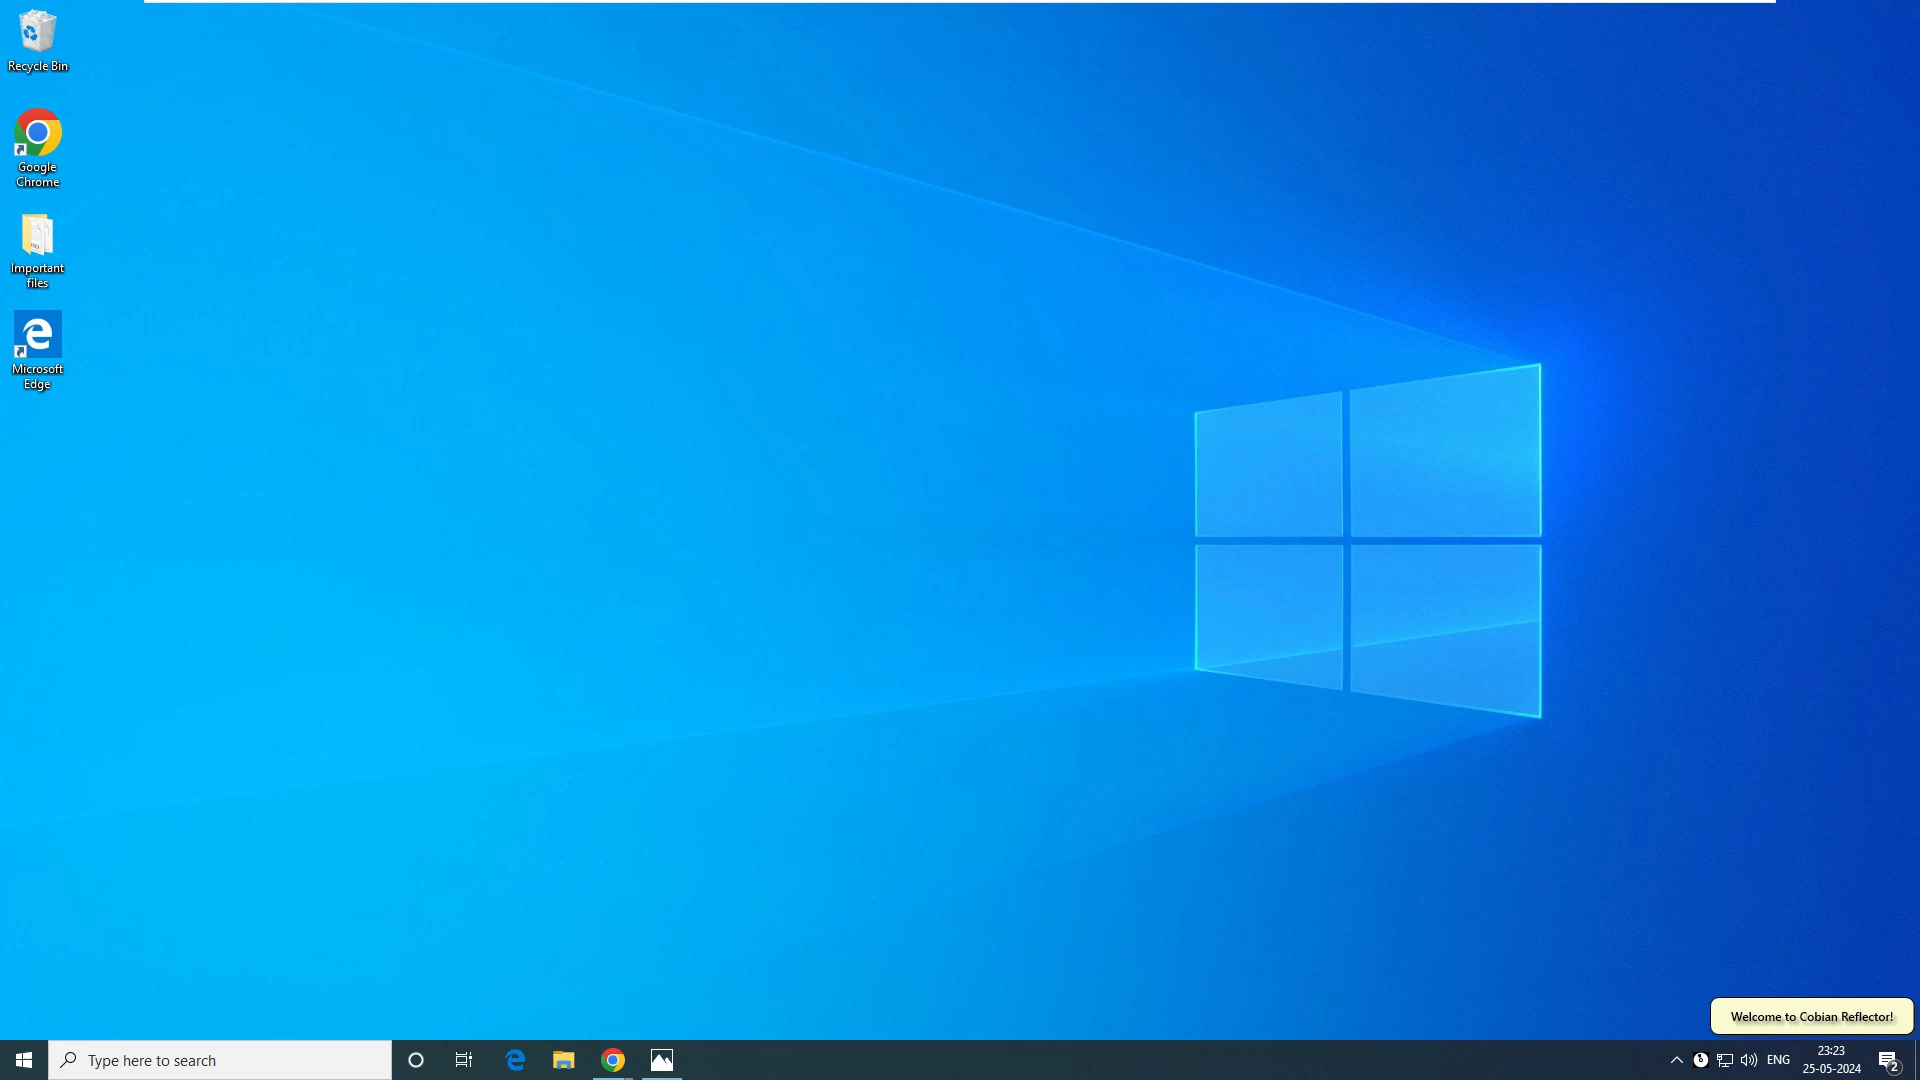 Recycle Bin
Google
Chrome
Important
files
Microsoft
Edge
Welcome to Cobian Reflector!
Type here to search
ENG
23:23
25-05-2024
2